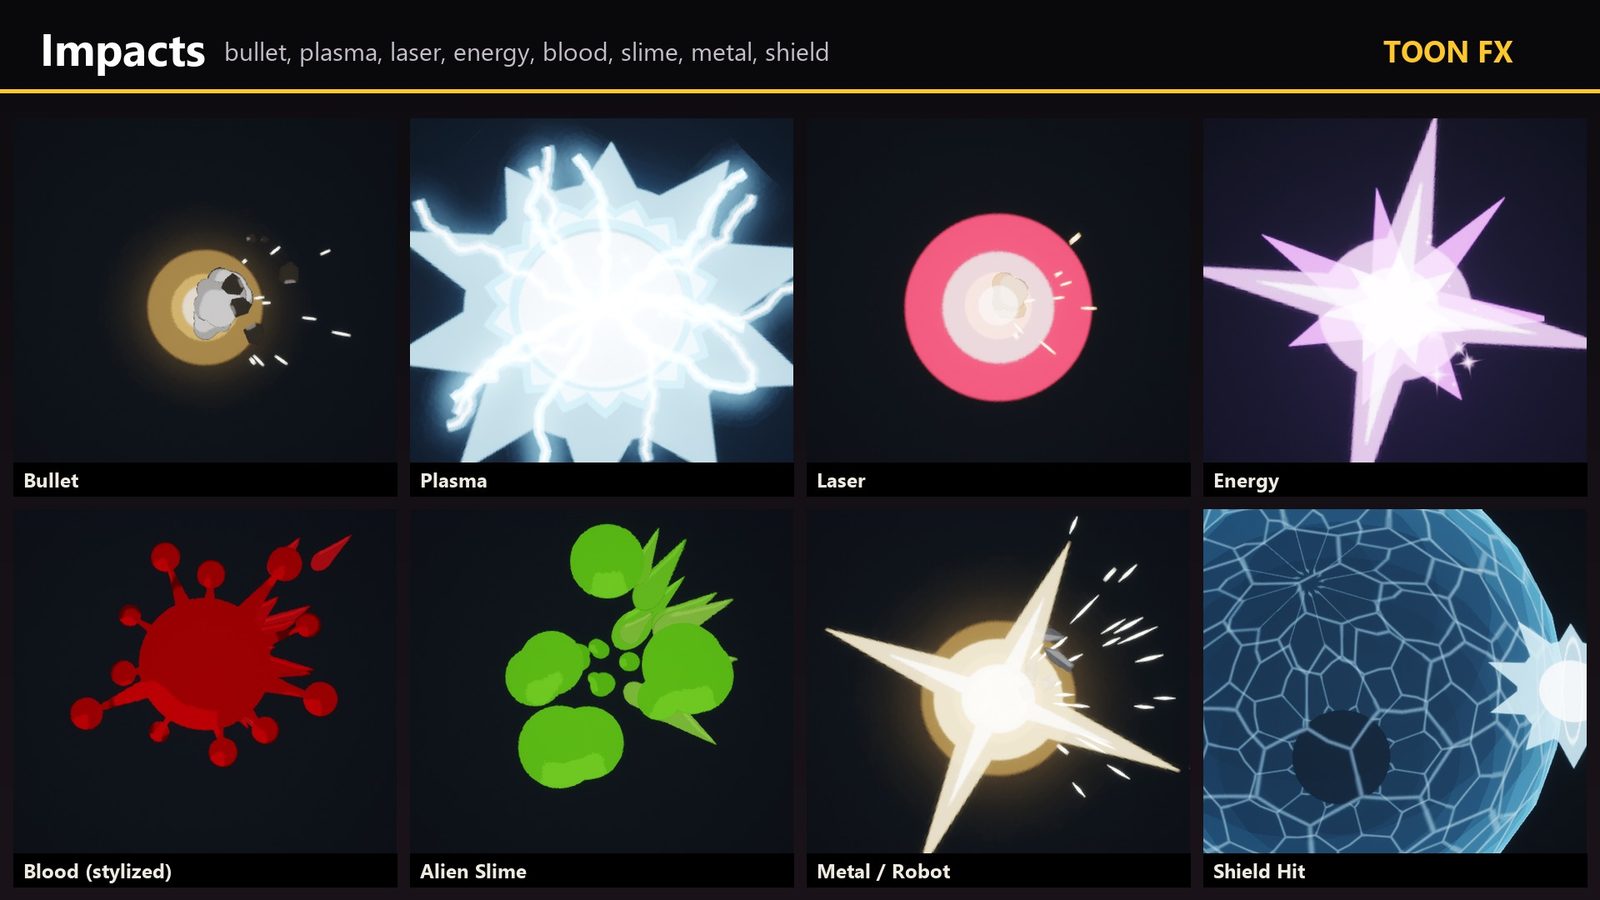 Impacts bullet, plasma, laser, energy, blood, slime, metal, shield TOON FX
Bullet Plasma Laser Energy
Blood (stylized) Alien Slime Metal / Robot Shield Hit